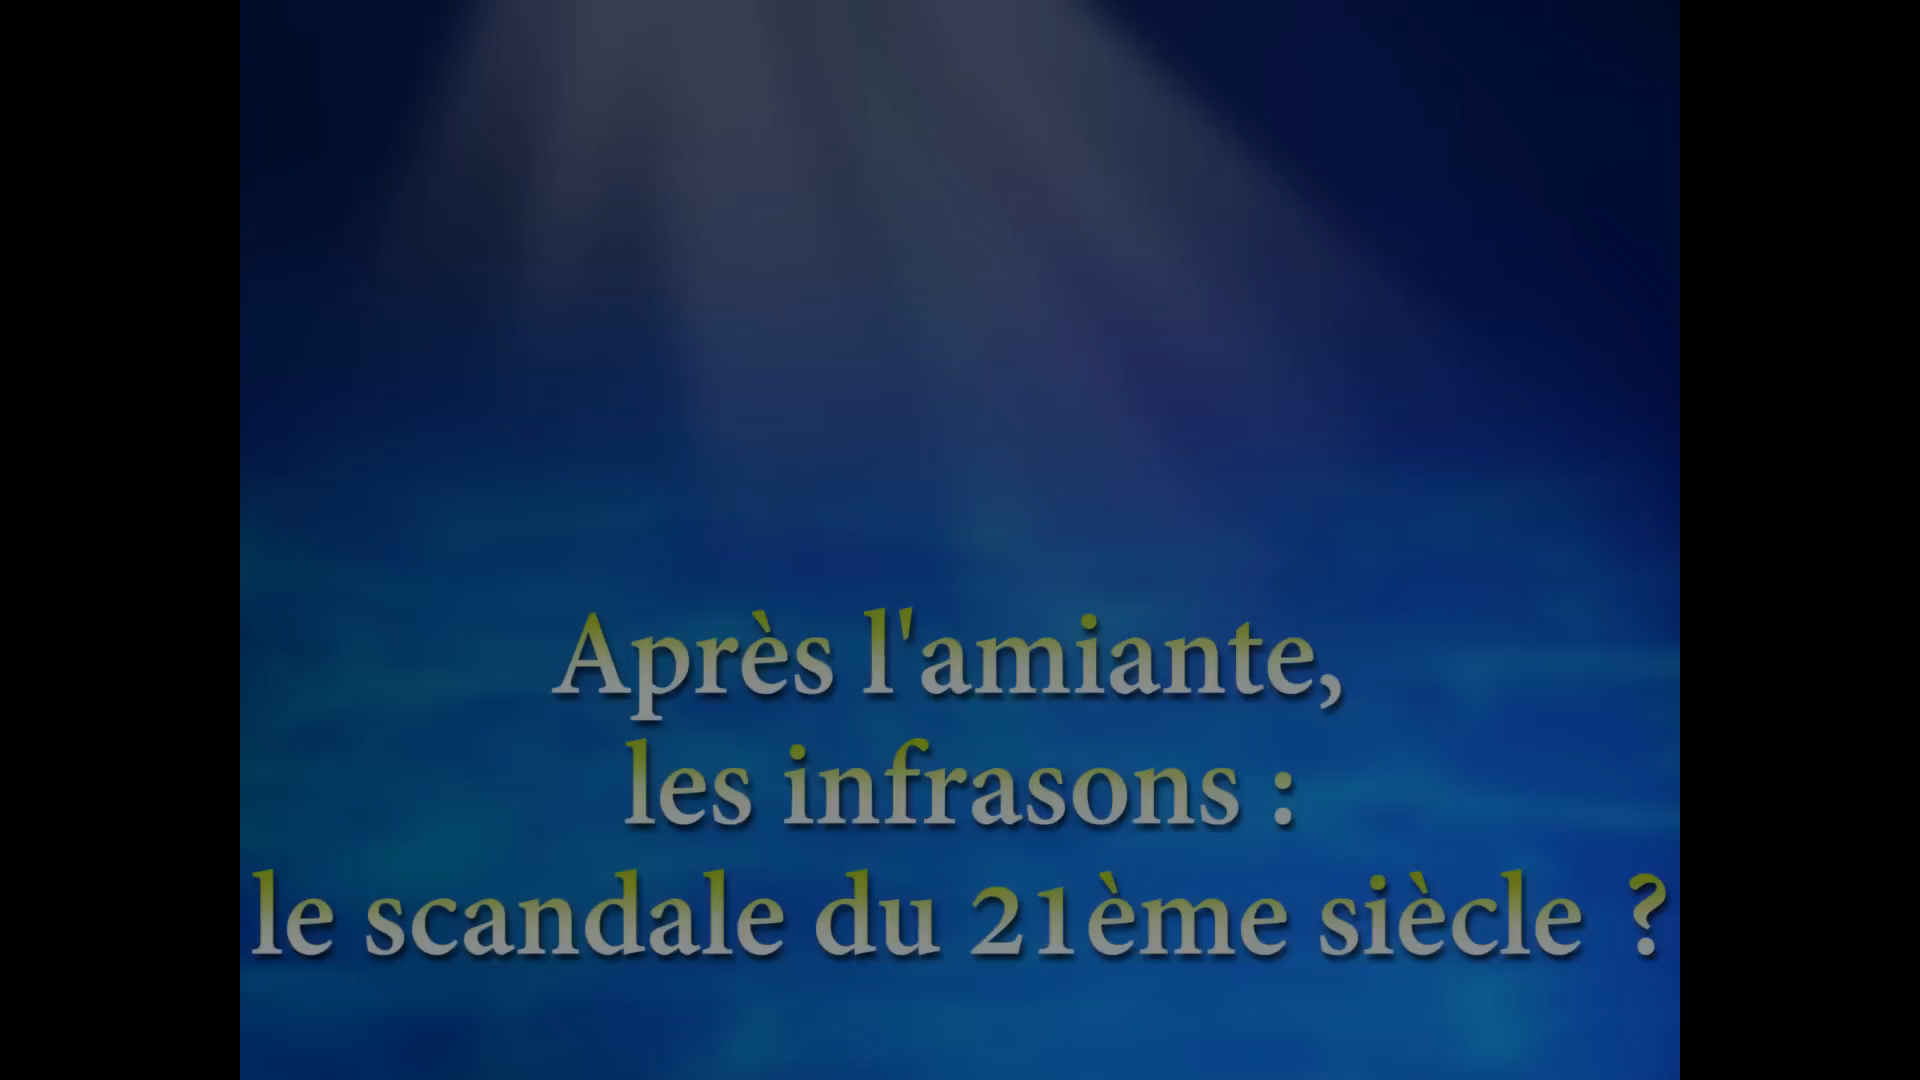 Après l'amiante,
les infrasons :
le scandale du 21ème siècle ?